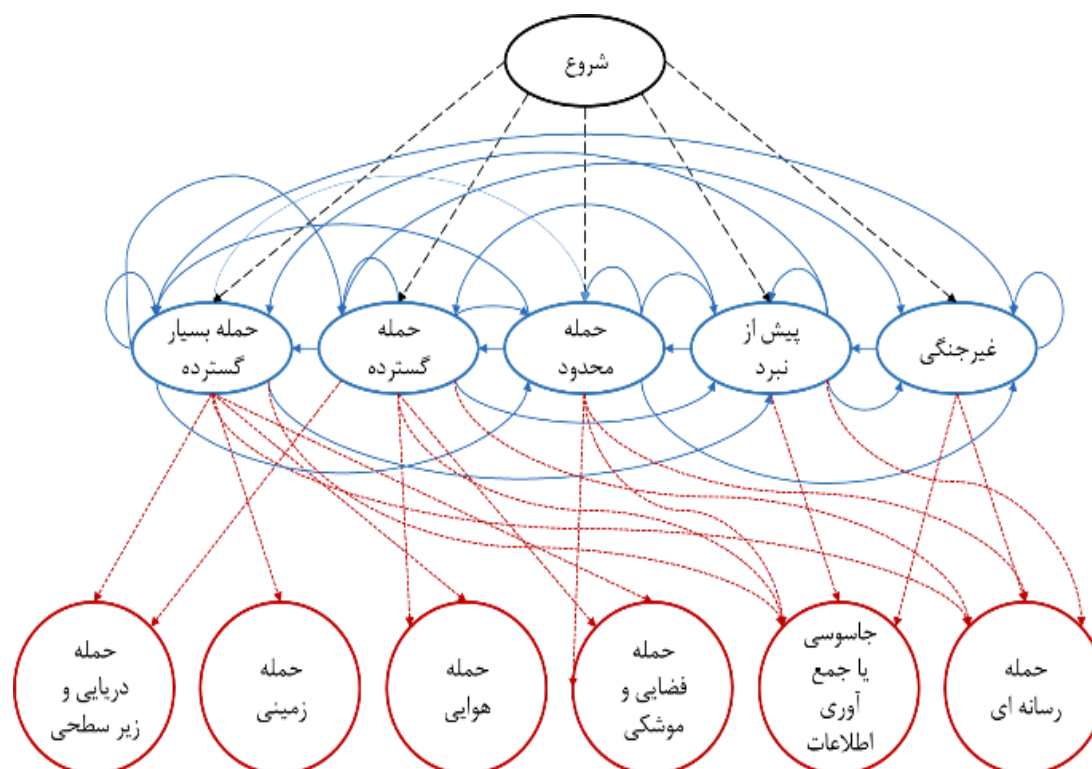 شروع
غیرجنگی
پیش از
نبرد
حمله
محدود
حمله
گسترده
حمله بسیار
گسترده
حمله
رسانه ای
جاسوسی
یا جمع
آوری
اطلاعات
حمله
فضایی و
موشکی
حمله
هوایی
حمله
زمینی
حمله
دریایی و
زیر سطحی